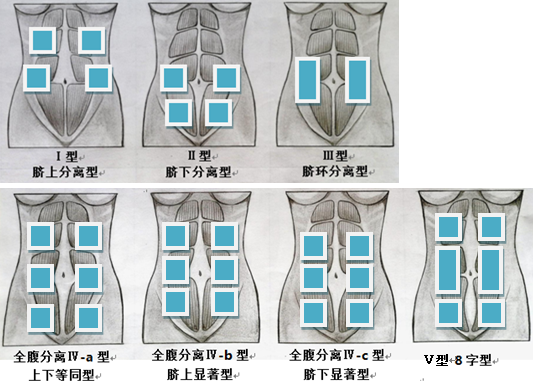 Ⅰ型
Ⅱ型
Ⅲ型
脐上分离型
脐下分离型
脐环分离型
全腹分离Ⅳ-a 型
全腹分离Ⅳ-b 型
全腹分离Ⅳ-c 型
Ⅴ型 8字型
上下等同型
脐上显著型
脐下显著型